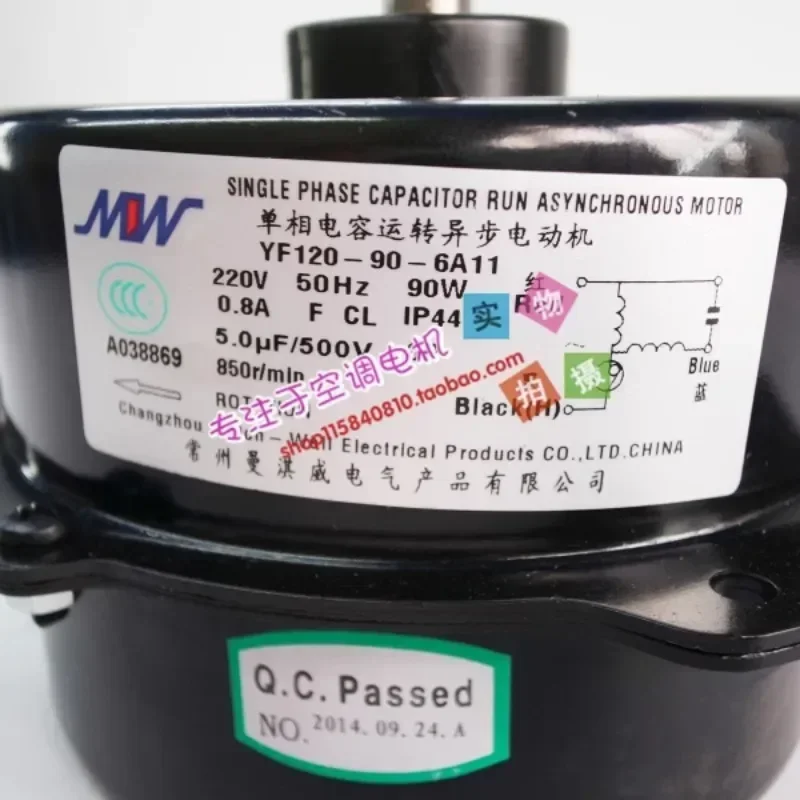 MW
SINGLE PHASE CAPACITOR RUN ASYNCHRONOUS MOTOR
单相电容运转异步电动机
YF120-90-6A11
220V 50Hz 90W
0.8A F CL IP44
5.0μF/500V
850r/min
A038869
红
Blue
蓝
Black(H)
Changzhou Electrical Products CO.,LTD.CHINA
常州曼淇威电气产品有限公司
实物
拍摄
专注于空调电机
shop115840810.taobao.com
Q.C. Passed
NO. 2014.09.24.A